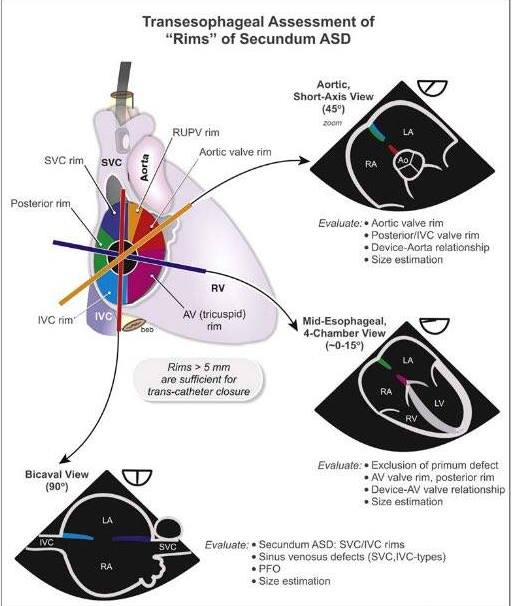 Transesophageal Assessment of
“Rims” of Secundum ASD
RUPV rim
Aortic valve rim
SVC rim
SVC
Aorta
Posterior rim
RV
IVC rim
IVC
AV (tricuspid)
rim
beb
Rims > 5 mm
are sufficient for
trans-catheter closure
Aortic,
Short-Axis View
(45º)
zoom
LA
RA
Ao
Evaluate: • Aortic valve rim
• Posterior/IVC valve rim
• Device-Aorta relationship
• Size estimation
Mid-Esophageal,
4-Chamber View
(~0-15º)
LA
RA
LV
RV
Evaluate: • Exclusion of primum defect
• AV valve rim, posterior rim
• Device-AV valve relationship
• Size estimation
Bicaval View
(90º)
LA
IVC
SVC
RA
Evaluate: • Secundum ASD: SVC/IVC rims
• Sinus venosus defects (SVC,IVC-types)
• PFO
• Size estimation